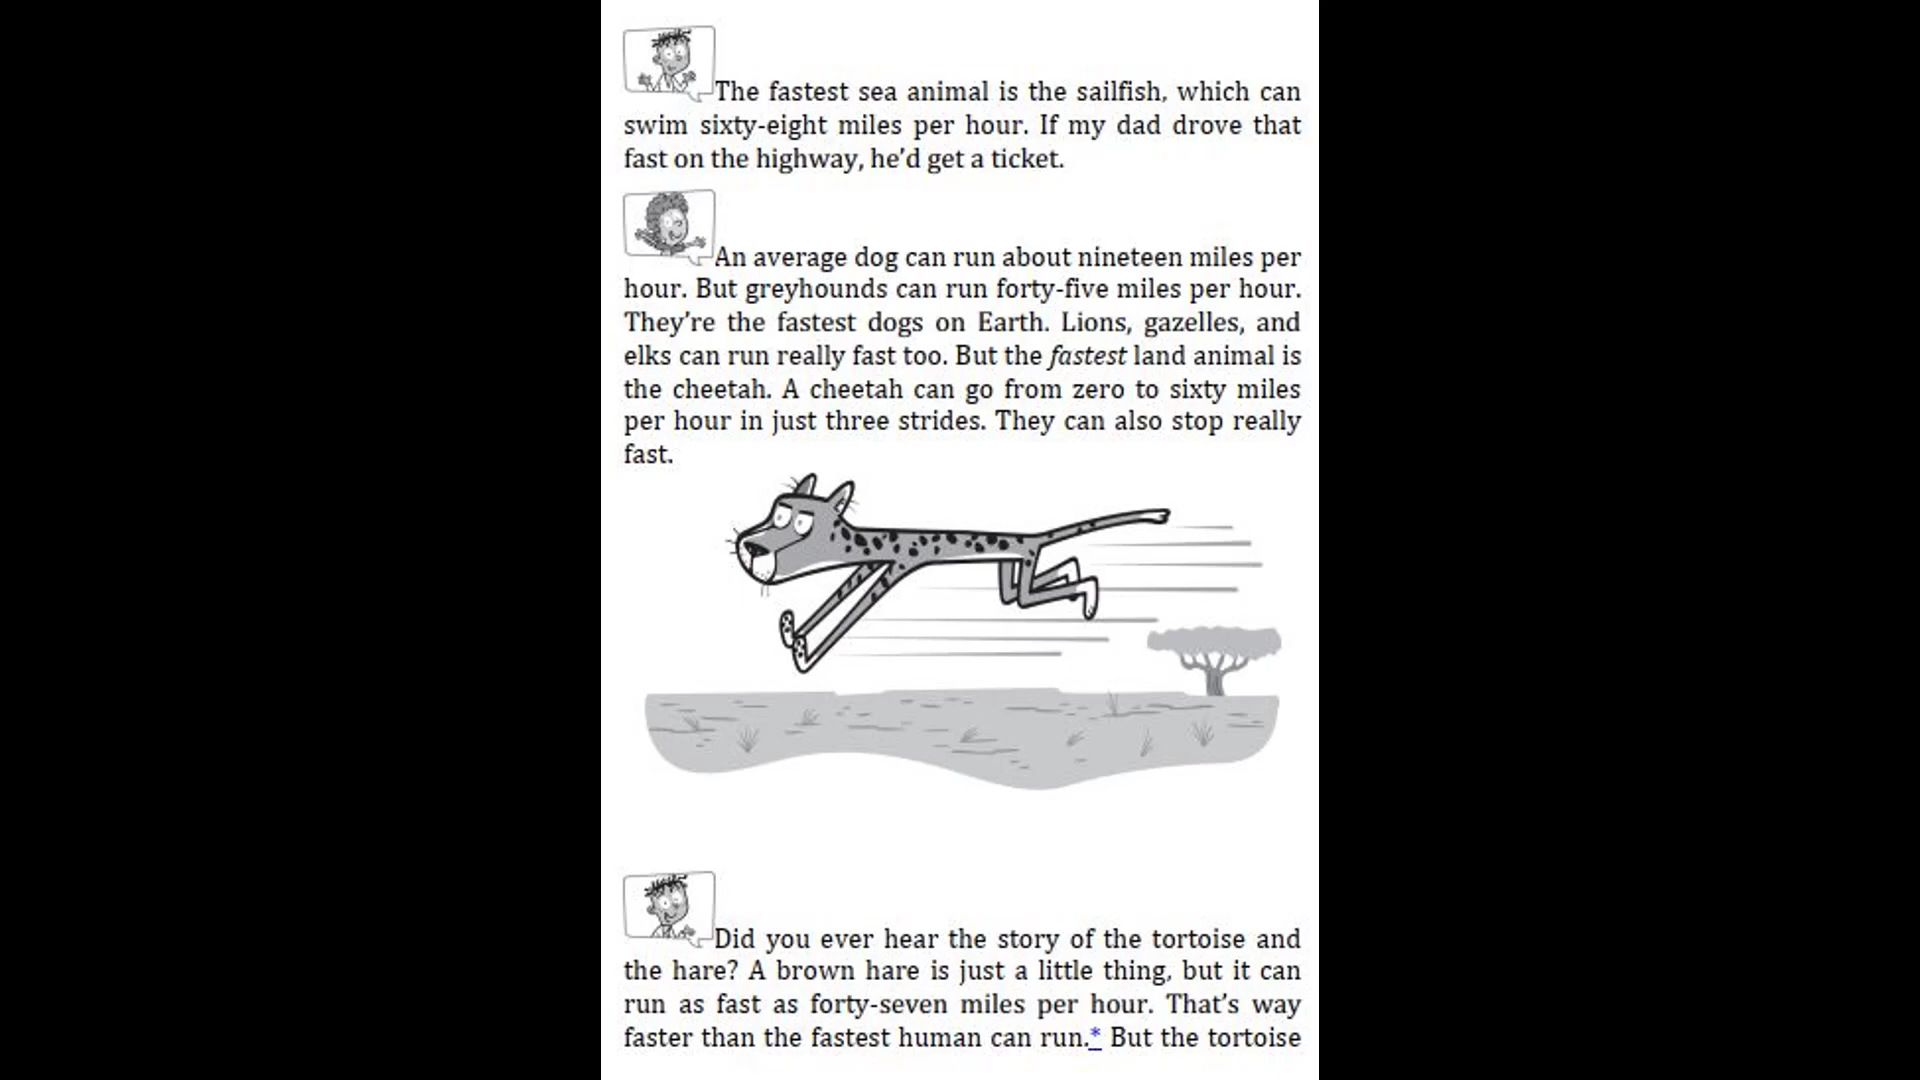 The fastest sea animal is the sailfish, which can
swim sixty-eight miles per hour. If my dad drove that
fast on the highway, he’d get a ticket.
An average dog can run about nineteen miles per
hour. But greyhounds can run forty-five miles per hour.
They’re the fastest dogs on Earth. Lions, gazelles, and
elks can run really fast too. But the fastest land animal is
the cheetah. A cheetah can go from zero to sixty miles
per hour in just three strides. They can also stop really
fast.
Did you ever hear the story of the tortoise and
the hare? A brown hare is just a little thing, but it can
run as fast as forty-seven miles per hour. That’s way
faster than the fastest human can run.* But the tortoise